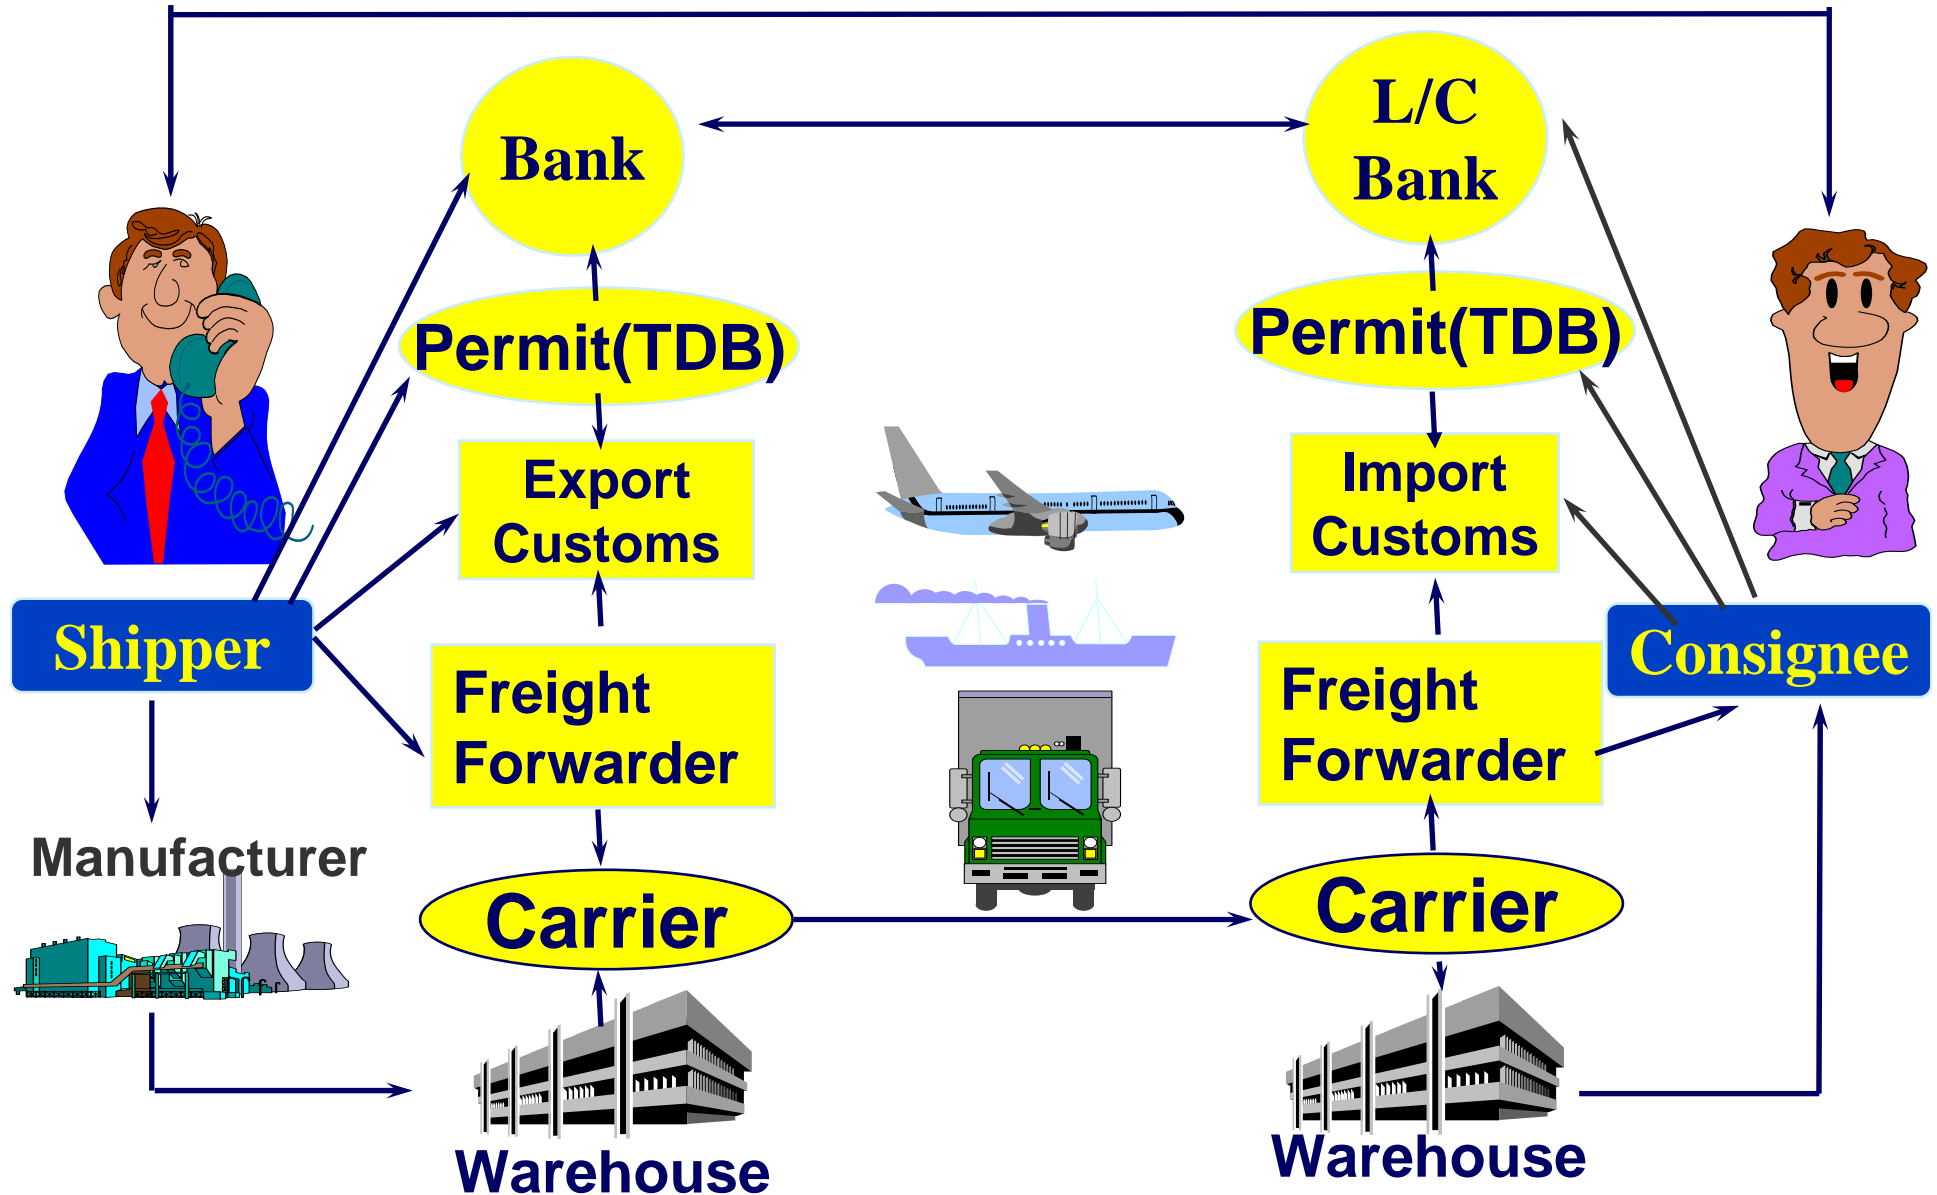 L/C
Bank
Bank
Permit(TDB)
Permit(TDB)
Export
Customs
Import
Customs
Shipper
Consignee
Freight
Forwarder
Freight
Forwarder
Manufacturer
Carrier
Carrier
Warehouse
Warehouse